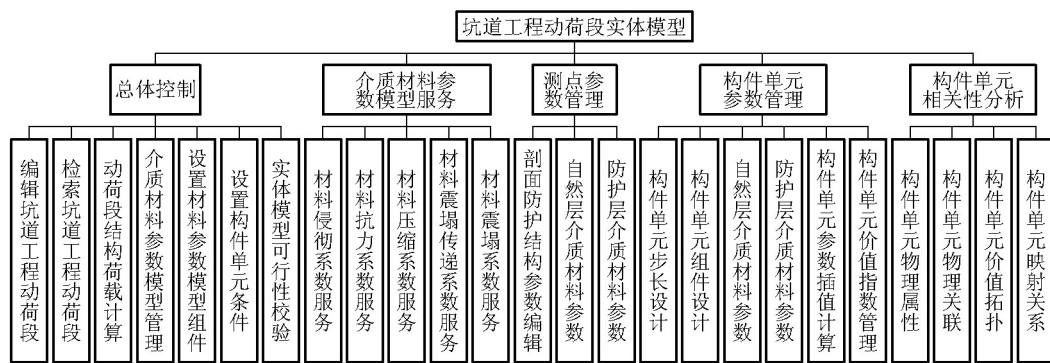 坑道工程动荷段实体模型
总体控制
介质材料参
数模型服务
测点参
数管理
构件单元
参数管理
构件单元
相关性分析
编辑坑道工程动荷段
检索坑道工程动荷段
动荷段结构荷载计算
介质材料参数模型管理
设置材料参数模型组件
设置构件单元条件
实体模型可行性校验
材料侵彻系数服务
材料抗力系数服务
材料压缩系数服务
材料震塌传递系数服务
材料震塌系数服务
剖面防护结构参数编辑
自然层介质材料参数
防护层介质材料参数
构件单元步长设计
构件单元组件设计
自然层介质材料参数
防护层介质材料参数
构件单元参数插值计算
构件单元价值指数管理
构件单元物理属性
构件单元物理关联
构件单元价值拓扑
构件单元映射关系